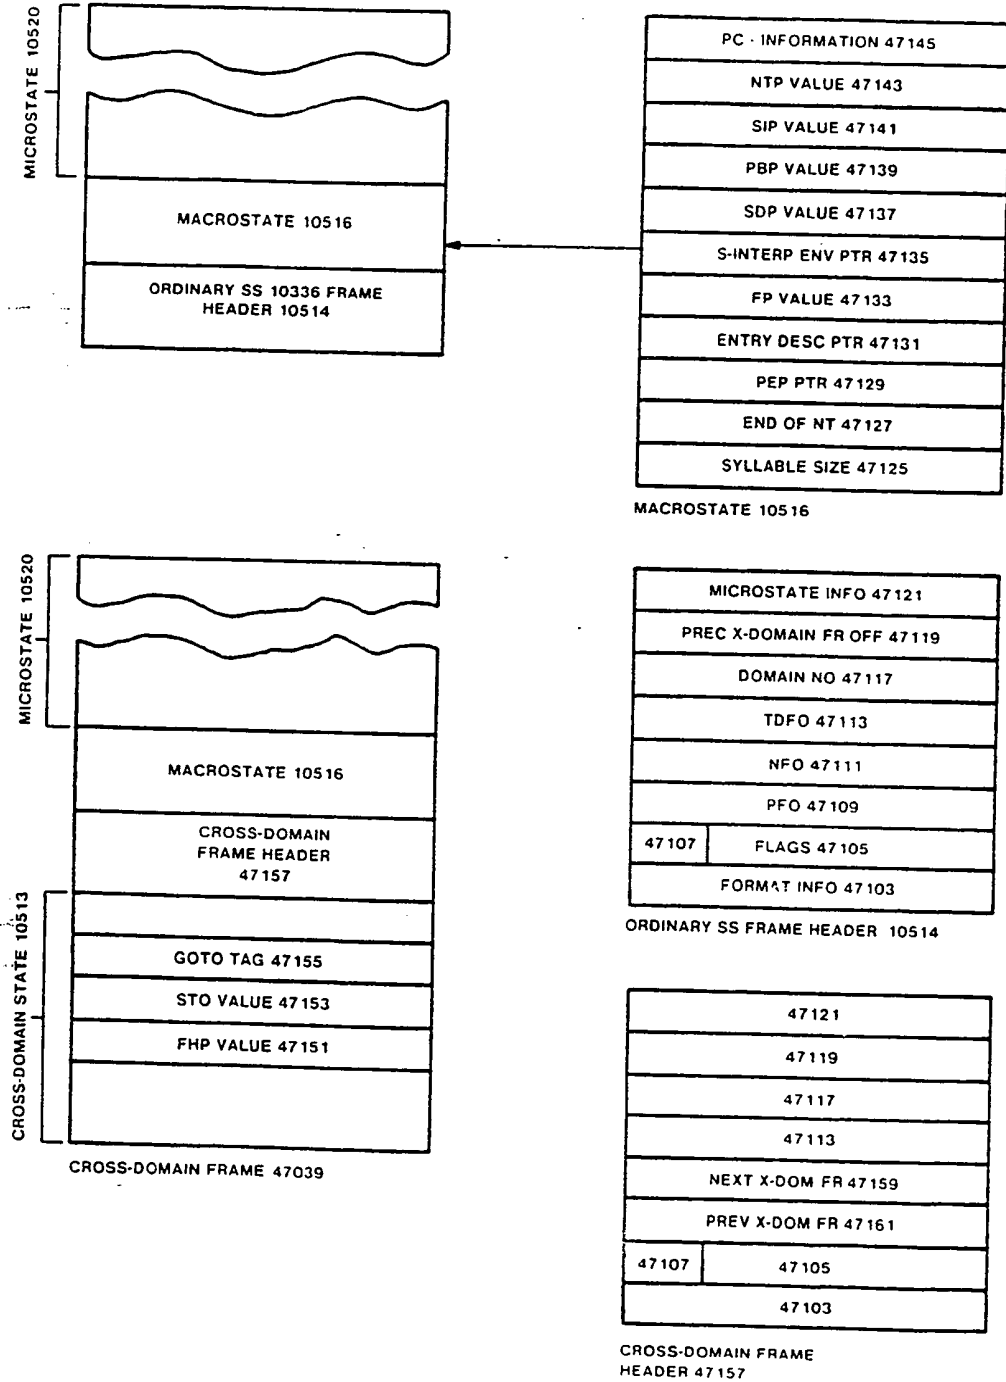 MICROSTATE 10520
MACROSTATE 10516
ORDINARY SS 10336 FRAME
HEADER 10514
PC - INFORMATION 47145
NTP VALUE 47143
SIP VALUE 47141
PBP VALUE 47139
SDP VALUE 47137
S-INTERP ENV PTR 47135
FP VALUE 47133
ENTRY DESC PTR 47131
PEP PTR 47129
END OF NT 47127
SYLLABLE SIZE 47125
MACROSTATE 10516
MICROSTATE 10520
MACROSTATE 10516
CROSS-DOMAIN
FRAME HEADER
47157
CROSS-DOMAIN STATE 10513
GOTO TAG 47155
STO VALUE 47153
FHP VALUE 47151
CROSS-DOMAIN FRAME 47039
MICROSTATE INFO 47121
PREC X-DOMAIN FR OFF 47119
DOMAIN NO 47117
TDFO 47113
NFO 47111
PFO 47109
47107 FLAGS 47105
FORMAT INFO 47103
ORDINARY SS FRAME HEADER 10514
47121
47119
47117
47113
NEXT X-DOM FR 47159
PREV X-DOM FR 47161
47107 47105
47103
CROSS-DOMAIN FRAME
HEADER 47157